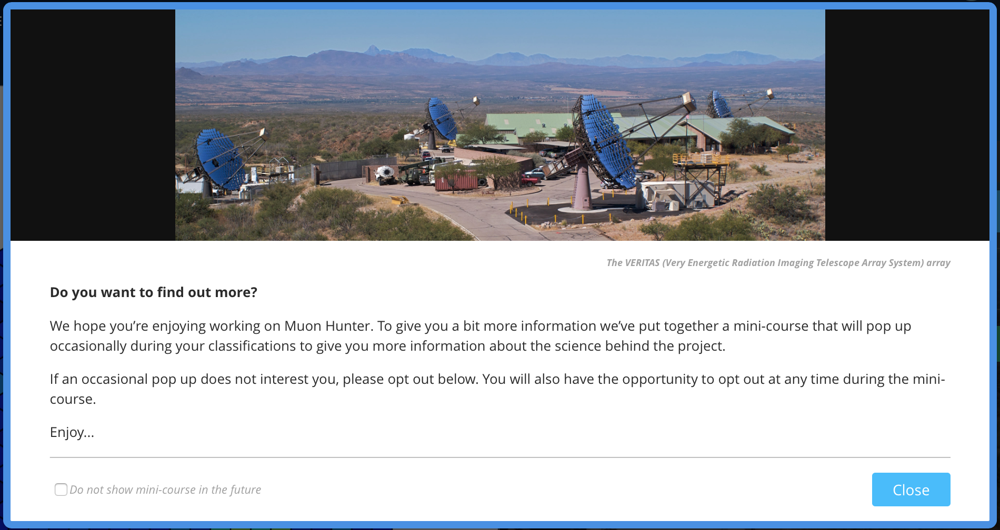 The VERITAS (Very Energetic Radiation Imaging Telescope Array System) array
Do you want to find out more?
We hope you’re enjoying working on Muon Hunter. To give you a bit more information we’ve put together a mini-course that will pop up
occasionally during your classifications to give you more information about the science behind the project.
If an occasional pop up does not interest you, please opt out below. You will also have the opportunity to opt out at any time during the mini-
course.
Enjoy...
Do not show mini-course in the future
Close